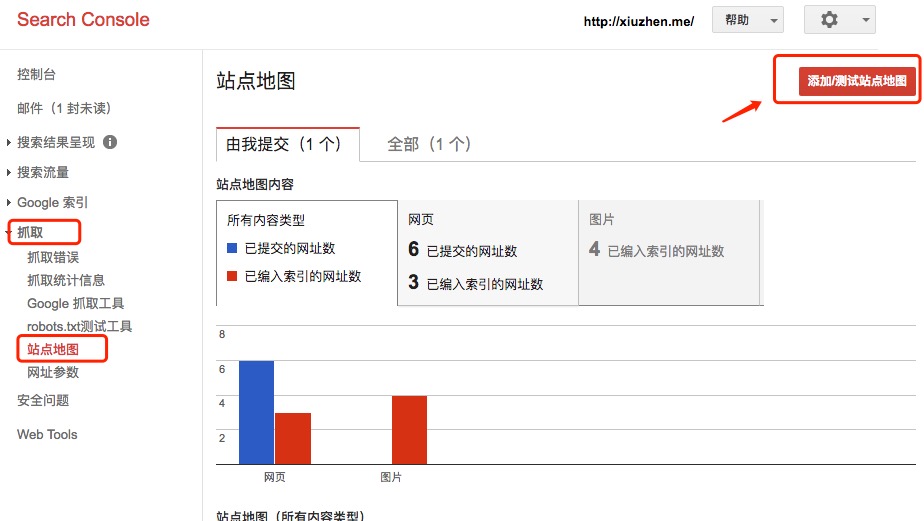 Search Console
http://xiuzhen.me/
帮助
控制台
邮件（1 封未读）
搜索结果呈现
搜索流量
Google 索引
抓取
抓取错误
抓取统计信息
Google 抓取工具
robots.txt测试工具
站点地图
网址参数
安全问题
Web Tools
站点地图
添加/测试站点地图
由我提交（1 个）
全部（1 个）
站点地图内容
所有内容类型
已提交的网址数
已编入索引的网址数
网页
6 已提交的网址数
3 已编入索引的网址数
图片
4 已编入索引的网址数
8
6
4
2
网页
图片
站点地图（所有内容类型）